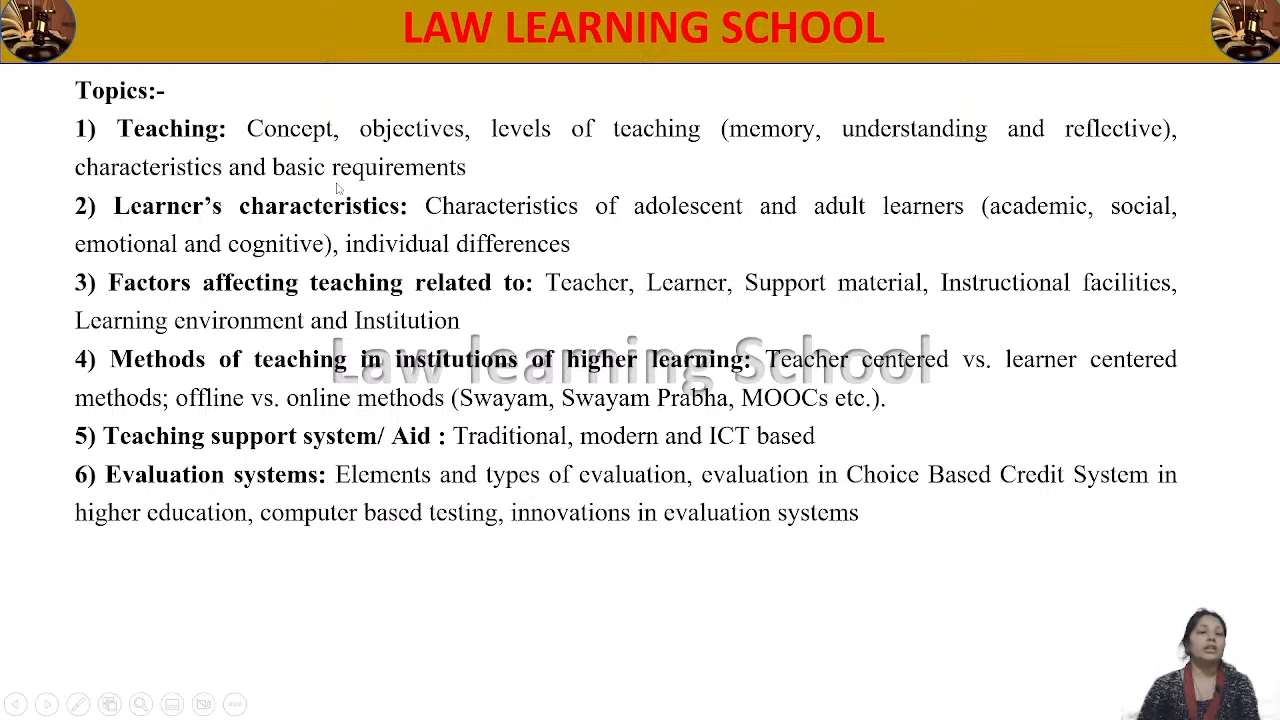 LAW LEARNING SCHOOL
Topics:-
1) Teaching: Concept, objectives, levels of teaching (memory, understanding and reflective),
characteristics and basic requirements
2) Learner’s characteristics: Characteristics of adolescent and adult learners (academic, social,
emotional and cognitive), individual differences
3) Factors affecting teaching related to: Teacher, Learner, Support material, Instructional facilities,
Learning environment and Institution
Law learning School
4) Methods of teaching in institutions of higher learning: Teacher centered vs. learner centered
methods; offline vs. online methods (Swayam, Swayam Prabha, MOOCs etc.).
5) Teaching support system/ Aid : Traditional, modern and ICT based
6) Evaluation systems: Elements and types of evaluation, evaluation in Choice Based Credit System in
higher education, computer based testing, innovations in evaluation systems